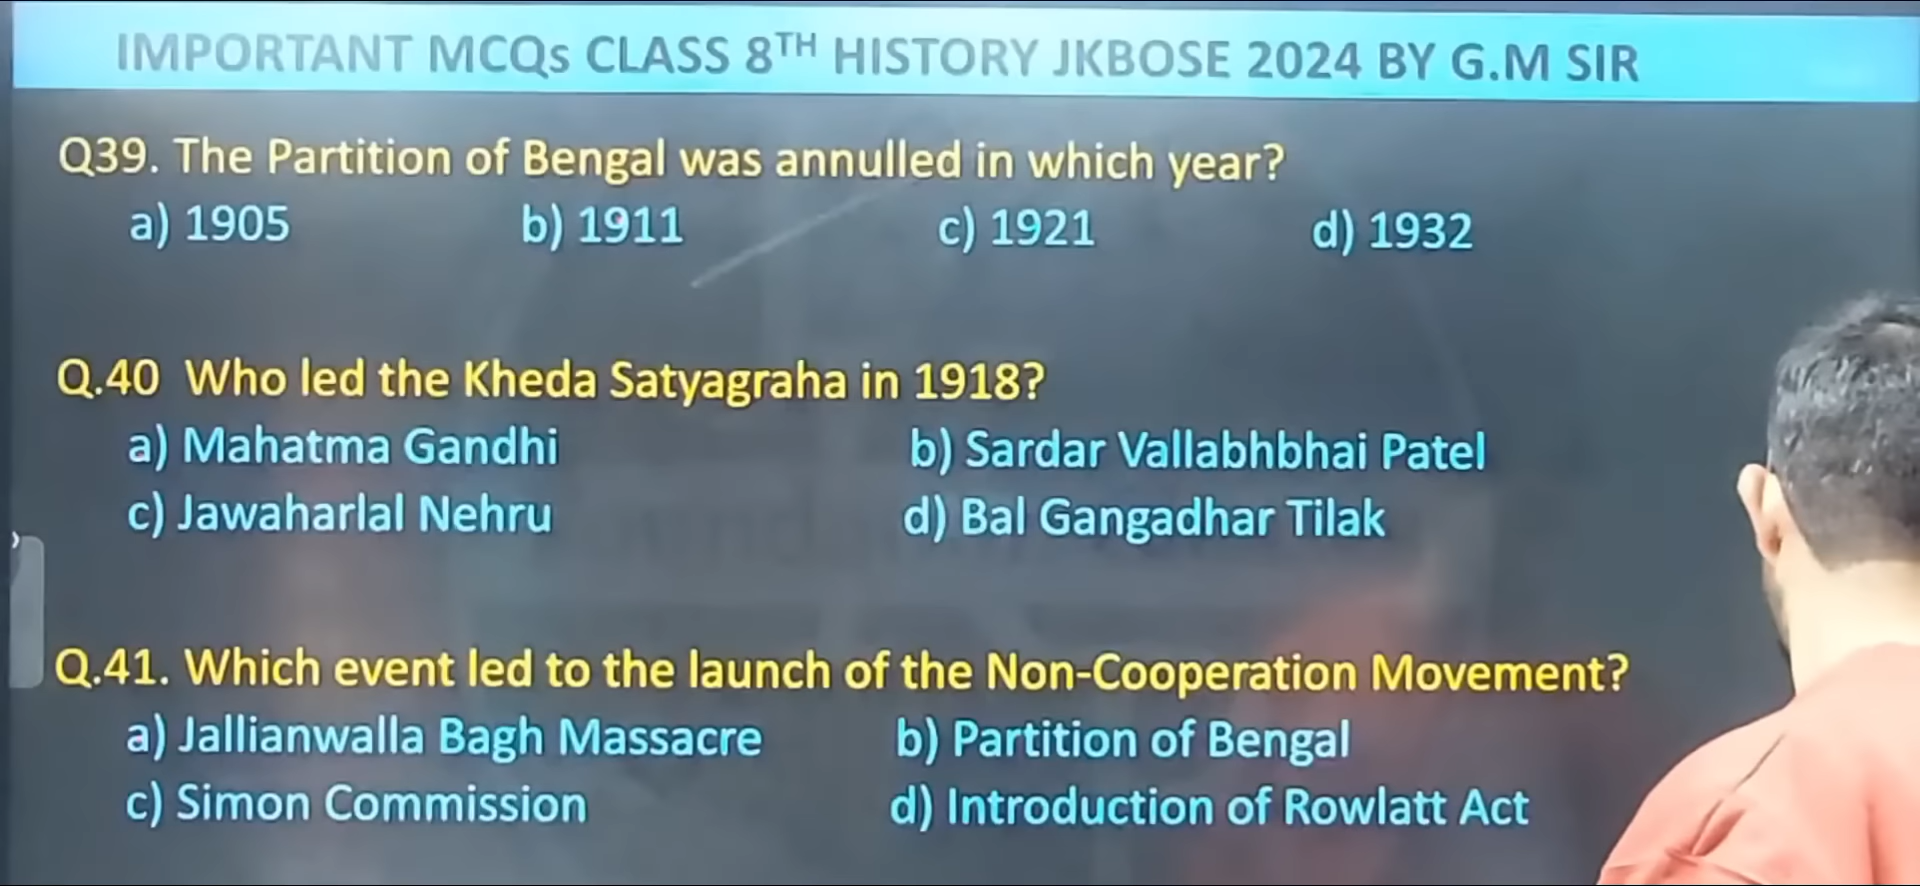 IMPORTANT MCQs CLASS 8TH HISTORY JKBOSE 2024 BY G.M SIR
Q39. The Partition of Bengal was annulled in which year?
a) 1905 b) 1911 c) 1921 d) 1932
Q.40 Who led the Kheda Satyagraha in 1918?
a) Mahatma Gandhi b) Sardar Vallabhbhai Patel
c) Jawaharlal Nehru d) Bal Gangadhar Tilak
Q.41. Which event led to the launch of the Non-Cooperation Movement?
a) Jallianwalla Bagh Massacre b) Partition of Bengal
c) Simon Commission d) Introduction of Rowlatt Act